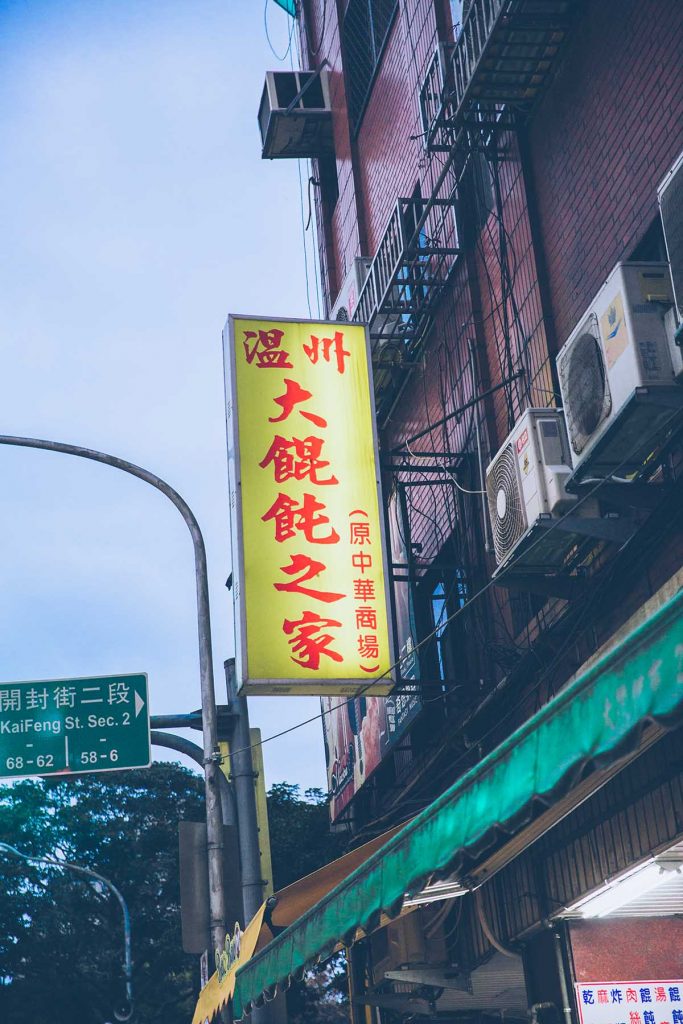 温州
大餛飩之家
(原中華商場)
開封街二段
KaiFeng St. Sec. 2
68-62
58-6
乾麻炸肉餛湯餛